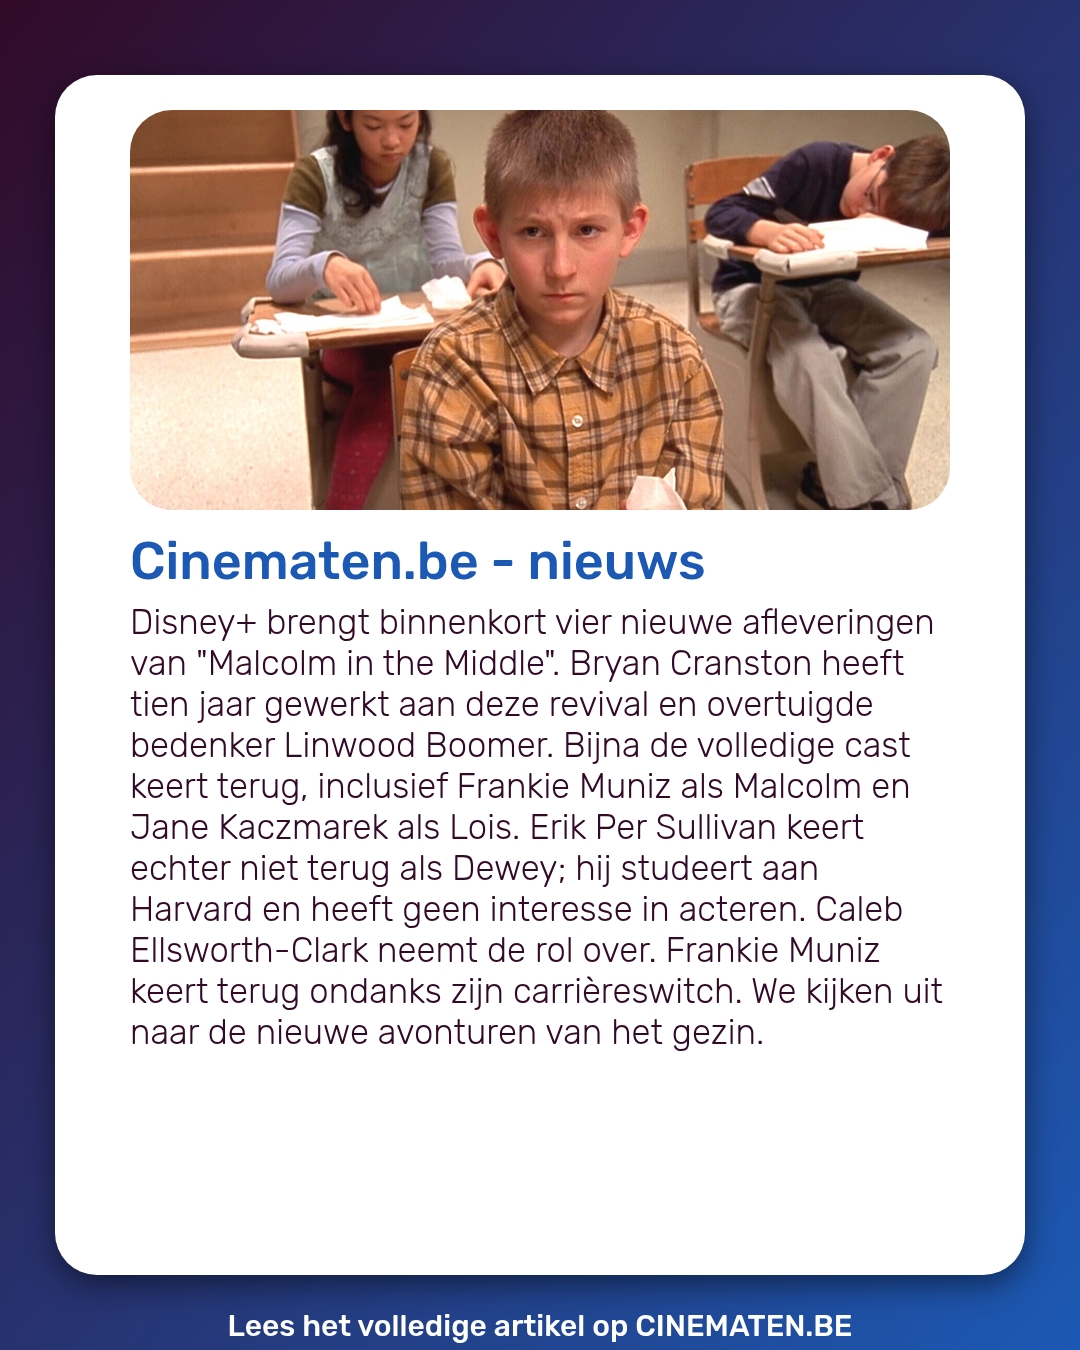 Cinematen.be - nieuws
Disney+ brengt binnenkort vier nieuwe afleveringen
van "Malcolm in the Middle". Bryan Cranston heeft
tien jaar gewerkt aan deze revival en overtuigde
bedenker Linwood Boomer. Bijna de volledige cast
keert terug, inclusief Frankie Muniz als Malcolm en
Jane Kaczmarek als Lois. Erik Per Sullivan keert
echter niet terug als Dewey; hij studeert aan
Harvard en heeft geen interesse in acteren. Caleb
Ellsworth-Clark neemt de rol over. Frankie Muniz
keert terug ondanks zijn carrièreswitch. We kijken uit
naar de nieuwe avonturen van het gezin.
Lees het volledige artikel op CINEMATEN.BE